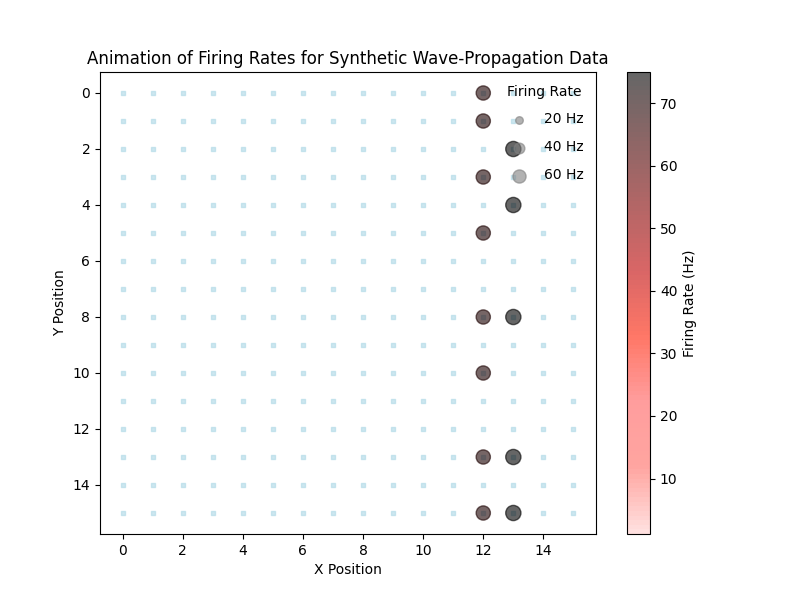 Animation of Firing Rates for Synthetic Wave-Propagation Data
Firing Rate
20 Hz
40 Hz
60 Hz
0
2
4
6
8
10
12
14
Y Position
0 2 4 6 8 10 12 14
X Position
70
60
50
40
30
20
10
Firing Rate (Hz)